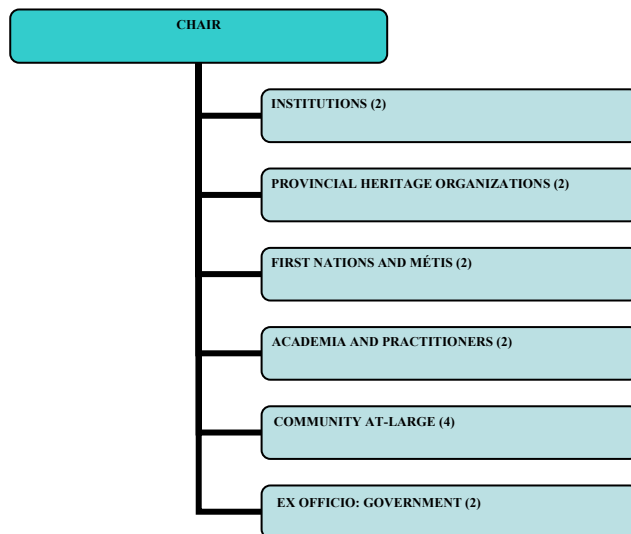 CHAIR
INSTITUTIONS (2)
PROVINCIAL HERITAGE ORGANIZATIONS (2)
FIRST NATIONS AND MÉTIS (2)
ACADEMIA AND PRACTITIONERS (2)
COMMUNITY AT-LARGE (4)
EX OFFICIO: GOVERNMENT (2)